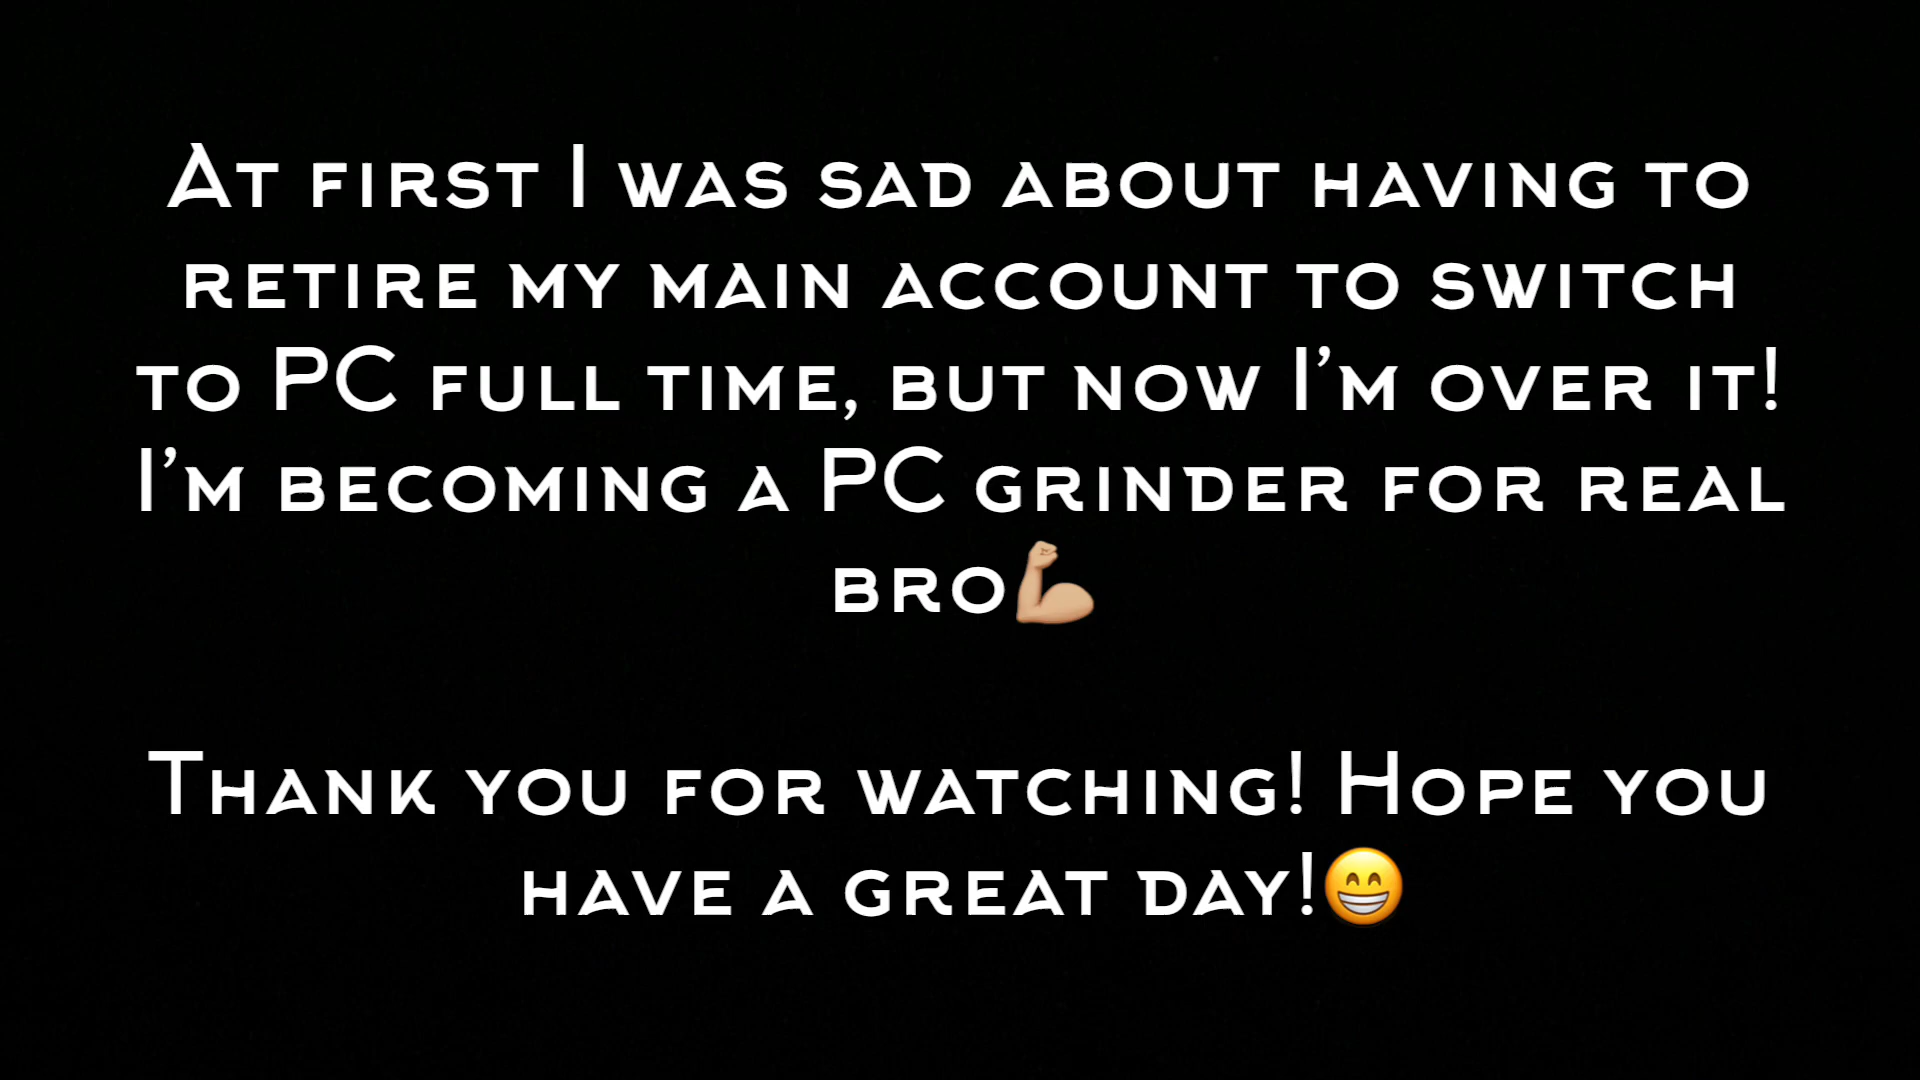 At first I was sad about having to
retire my main account to switch
to PC full time, but now I’m over it!
I’m becoming a PC grinder for real
bro💪🏼
Thank you for watching! Hope you
have a great day!😁